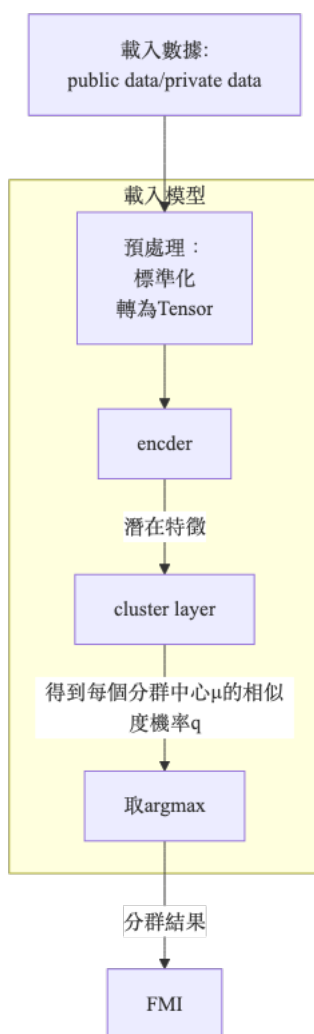 載入數據:
public data/private data
載入模型
預處理：
標準化
轉為Tensor
encder
潛在特徵
cluster layer
得到每個分群中心μ的相似
度機率q
取argmax
分群結果
FMI